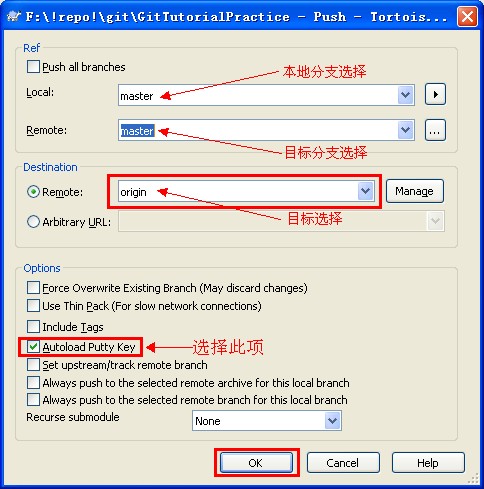 F:\!repo!\git\GitTutorialPractice - Push - Tortois...
Ref
Push all branches
本地分支选择
Local:
master
Remote:
master
...
目标分支选择
Destination
Remote:
origin
Manage
Arbitrary URL:
目标选择
Options
Force Overwrite Existing Branch (May discard changes)
Use Thin Pack (For slow network connections)
Include Tags
Autoload Putty Key
选择此项
Set upstream/track remote branch
Always push to the selected remote archive for this local branch
Always push to the selected remote branch for this local branch
Recurse submodule
None
OK
Cancel
Help